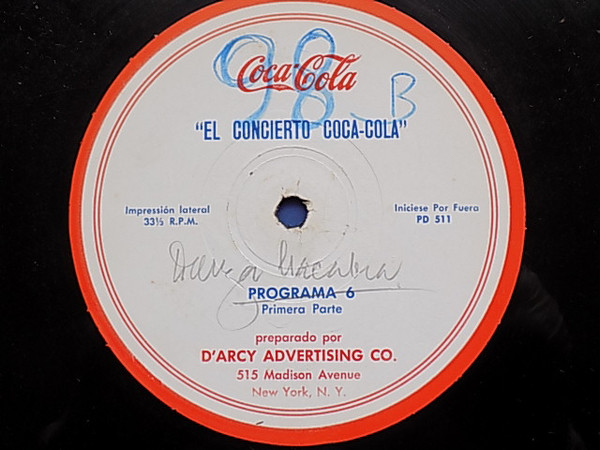 98 B
Coca-Cola
"EL CONCIERTO COCA-COLA"
Impresión lateral
33⅓ R.P.M.
Iniciese Por Fuera
PD 511
Danza Macabra
PROGRAMA 6
Primera Parte
preparado por
D'ARCY ADVERTISING CO.
515 Madison Avenue
New York, N. Y.